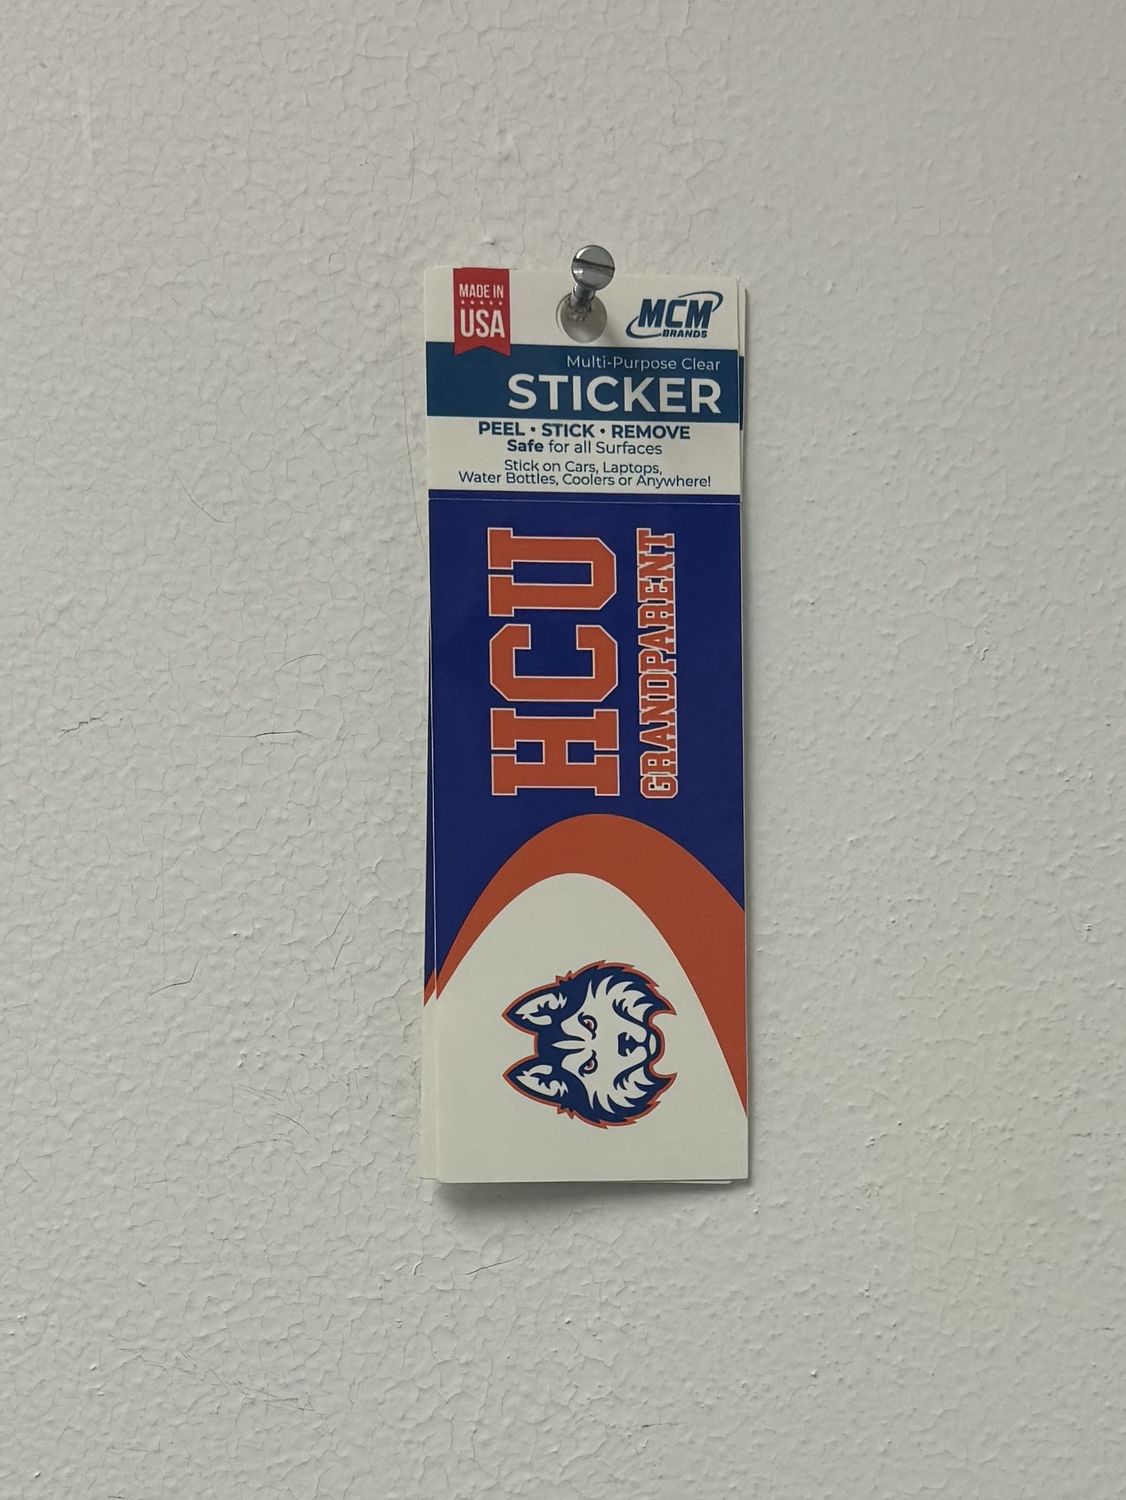 MADE IN
USA
MCM
BRANDS
Multi-Purpose Clear
STICKER
PEEL • STICK • REMOVE
Safe for all Surfaces
Stick on Cars, Laptops,
Water Bottles, Coolers or Anywhere!
HCU
GRANDPARENT